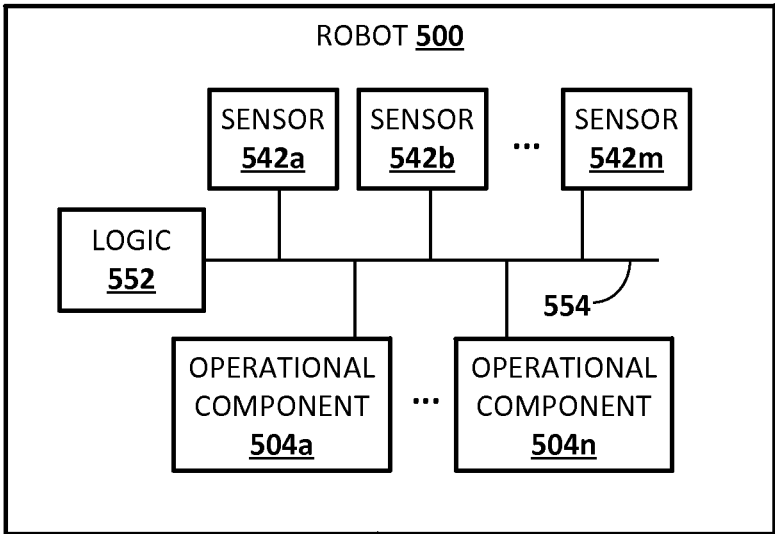 ROBOT 500
SENSOR
542a
SENSOR
542b
...
SENSOR
542m
LOGIC
552
554
OPERATIONAL
COMPONENT
504a
...
OPERATIONAL
COMPONENT
504n